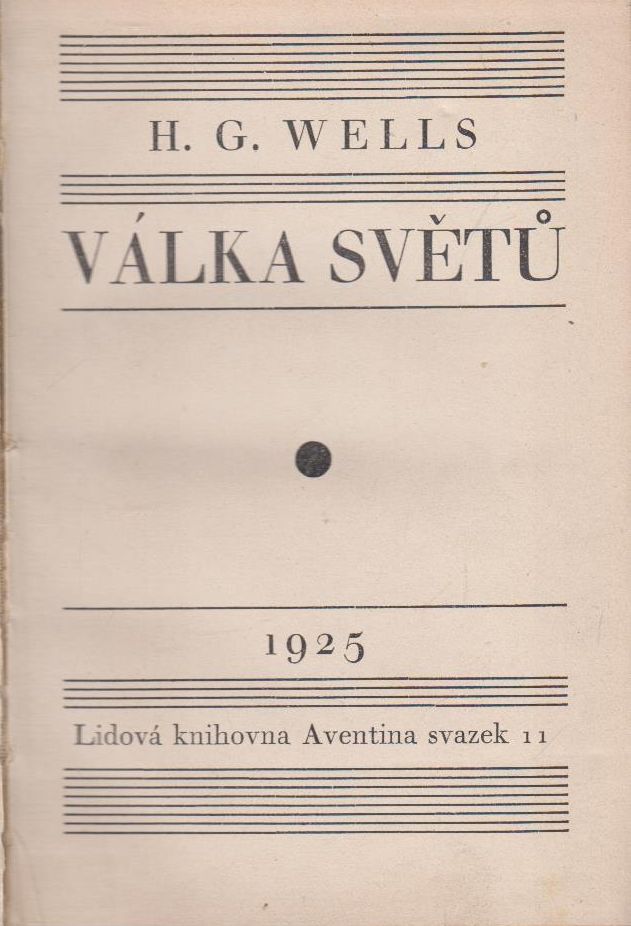 H. G. WELLS
VÁLKA SVĚTŮ
1925
Lidová knihovna Aventina svazek 11